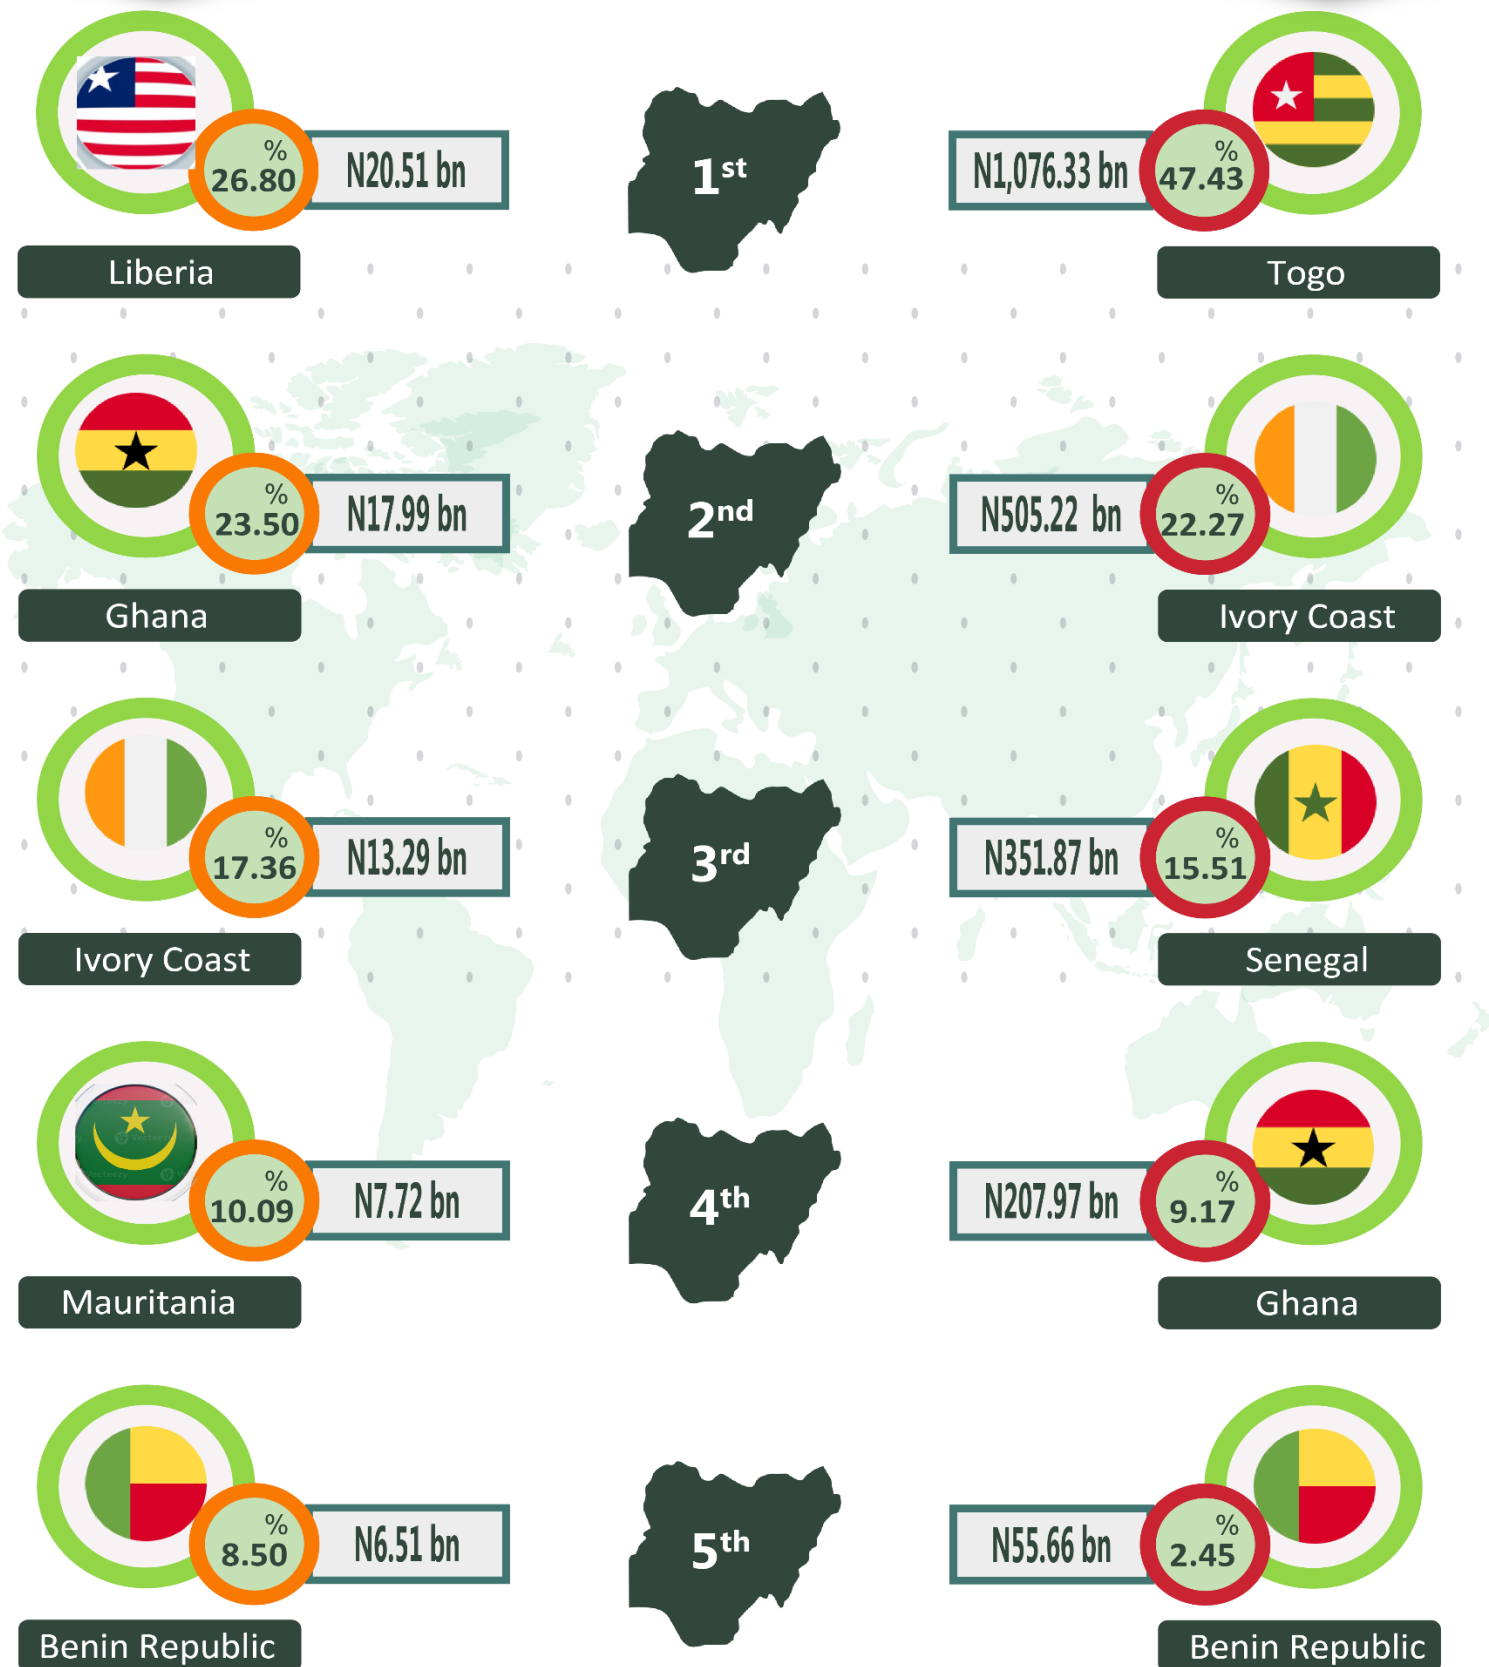 %
26.80
N20.51 bn
1st
N1,076.33 bn
%
47.43
Liberia
Togo
%
23.50
N17.99 bn
2nd
N505.22 bn
%
22.27
Ghana
Ivory Coast
%
17.36
N13.29 bn
3rd
N351.87 bn
%
15.51
Ivory Coast
Senegal
%
10.09
N7.72 bn
4th
N207.97 bn
%
9.17
Mauritania
Ghana
%
8.50
N6.51 bn
5th
N55.66 bn
%
2.45
Benin Republic
Benin Republic